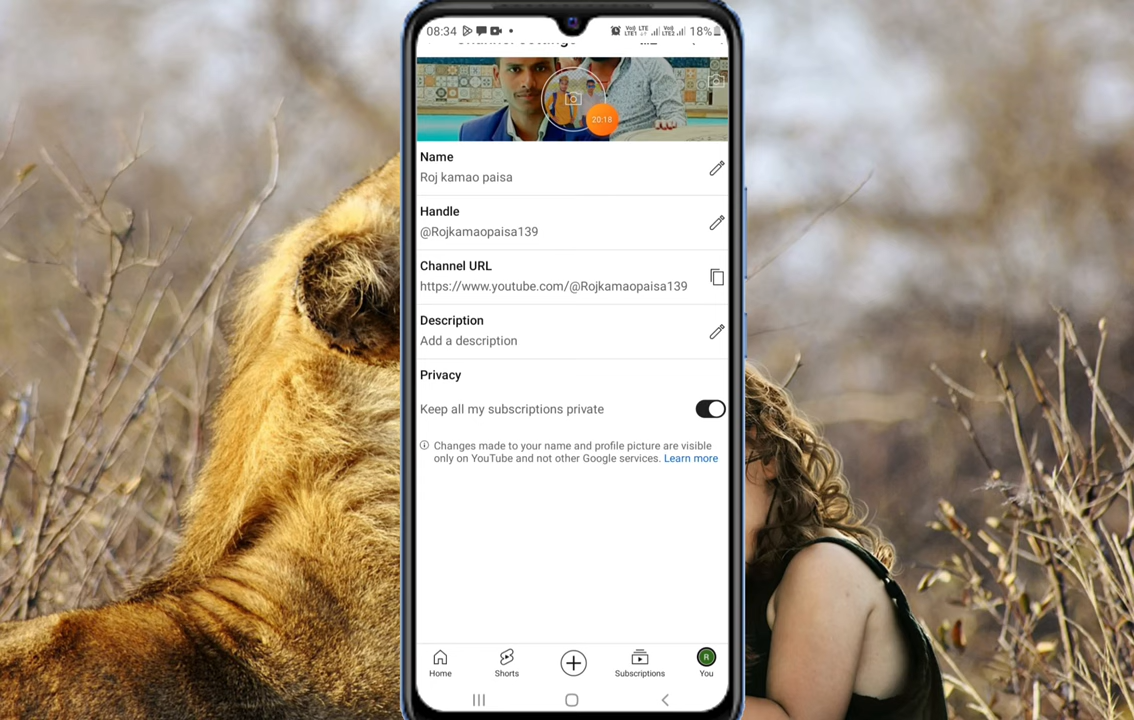 08:34 18%
20:18
Name
Roj kamao paisa
Handle
@Rojkamaopaisa139
Channel URL
https://www.youtube.com/@Rojkamaopaisa139
Description
Add a description
Privacy
Keep all my subscriptions private
Changes made to your name and profile picture are visible
only on YouTube and not other Google services. Learn more
R
Home Shorts Subscriptions You